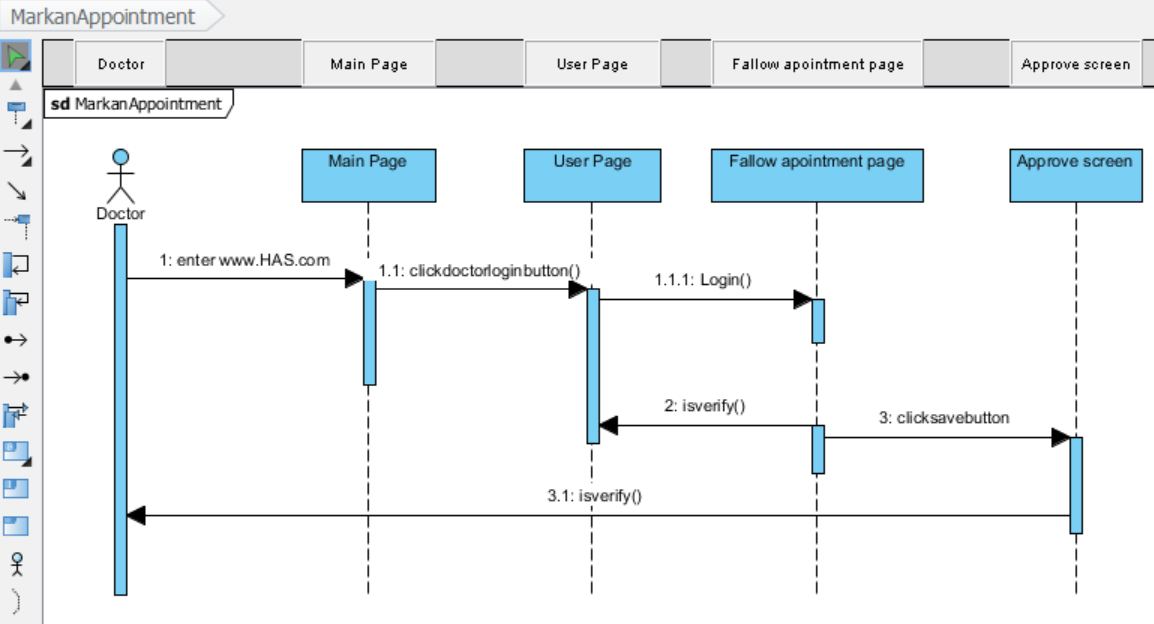 MarkanAppointment
Doctor
Main Page
User Page
Fallow apointment page
Approve screen
sd MarkanAppointment
Main Page
User Page
Fallow apointment page
Approve screen
Doctor
1: enter www.HAS.com
1.1: clickdoctorloginbutton()
1.1.1: Login()
2: isverify()
3: clicksavebutton
3.1: isverify()